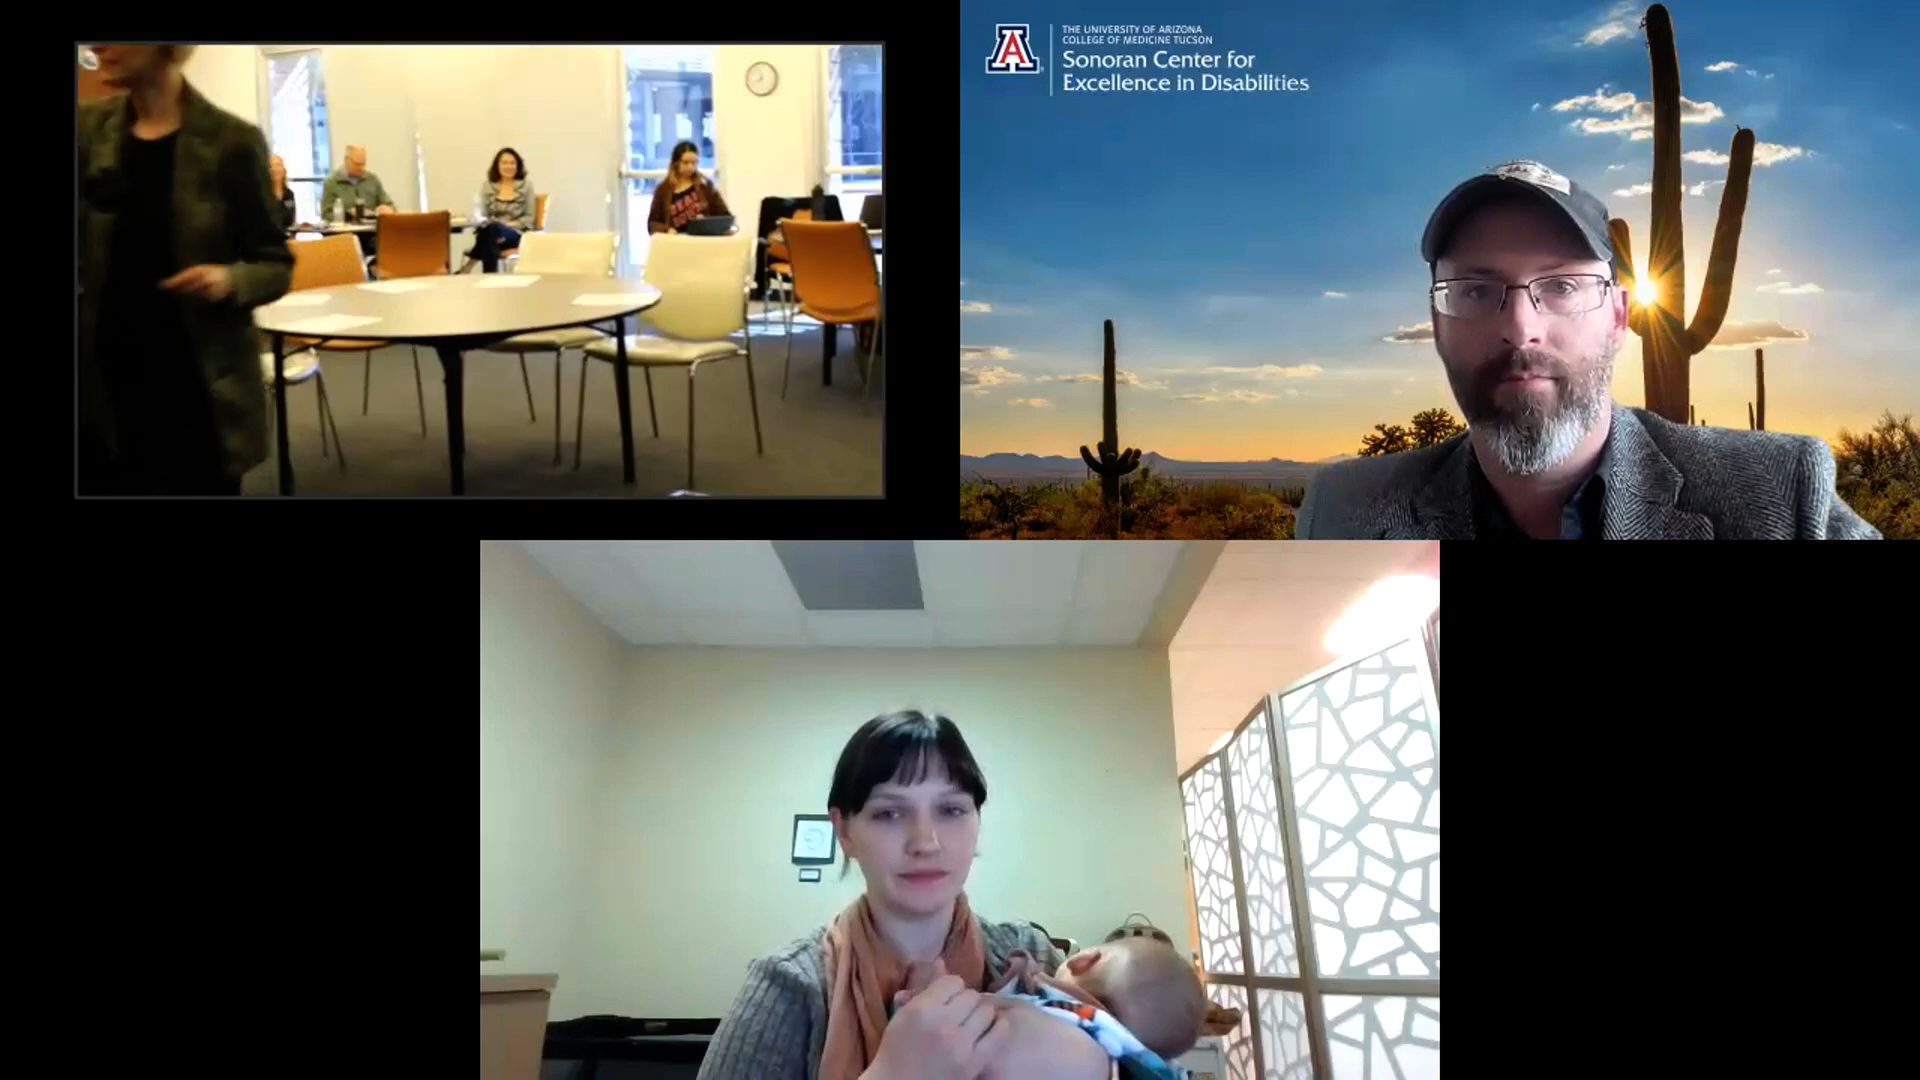 THE UNIVERSITY OF ARIZONA
COLLEGE OF MEDICINE TUCSON
Sonoran Center for
Excellence in Disabilities